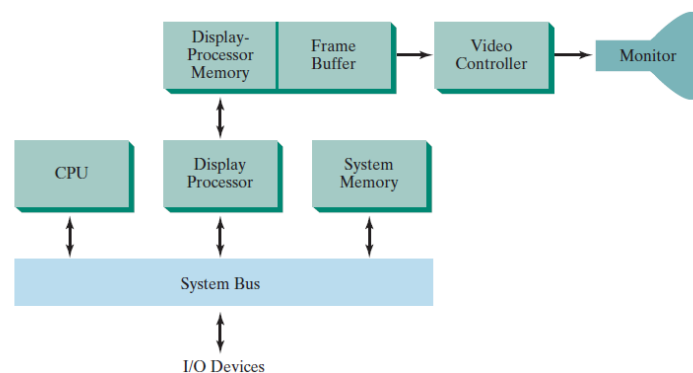 Display-
Processor
Memory
Frame
Buffer
Video
Controller
Monitor
CPU
Display
Processor
System
Memory
System Bus
I/O Devices